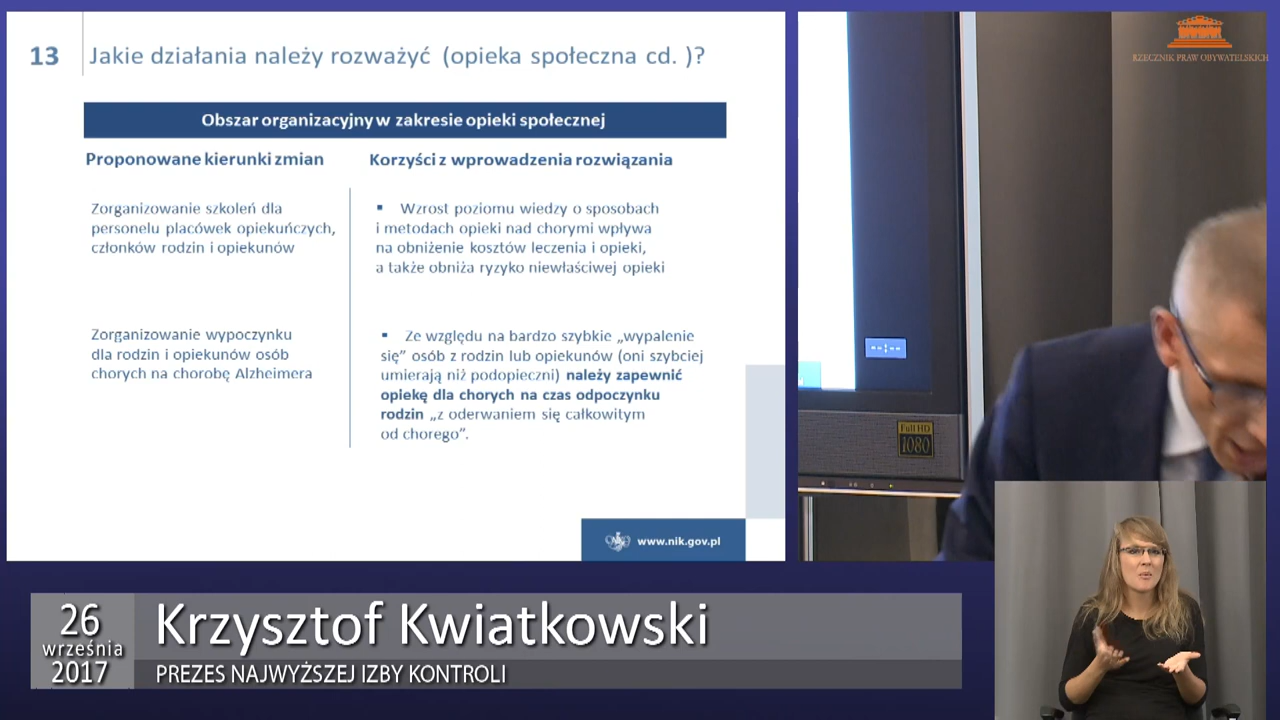 13
Jakie działania należy rozważyć (opieka społeczna cd. )?
Obszar organizacyjny w zakresie opieki społecznej
Proponowane kierunki zmian
Zorganizowanie szkoleń dla
personelu placówek opiekuńczych,
członków rodzin i opiekunów
Zorganizowanie wypoczynku
dla rodzin i opiekunów osób
chorych na chorobę Alzheimera
Korzyści z wprowadzenia rozwiązania
▪ Wzrost poziomu wiedzy o sposobach
i metodach opieki nad chorymi wpływa
na obniżenie kosztów leczenia i opieki,
a także obniża ryzyko niewłaściwej opieki
▪ Ze względu na bardzo szybkie „wypalenie
się” osób z rodzin lub opiekunów (oni szybciej
umierają niż podopieczni) należy zapewnić
opiekę dla chorych na czas odpoczynku
rodzin „z oderwaniem się całkowitym
od chorego”.
NIK
www.nik.gov.pl
RZECZNIK PRAW OBYWATELSKICH
--:--
Full HD
1080
26
września
2017
Krzysztof Kwiatkowski
PREZES NAJWYŻSZEJ IZBY KONTROLI